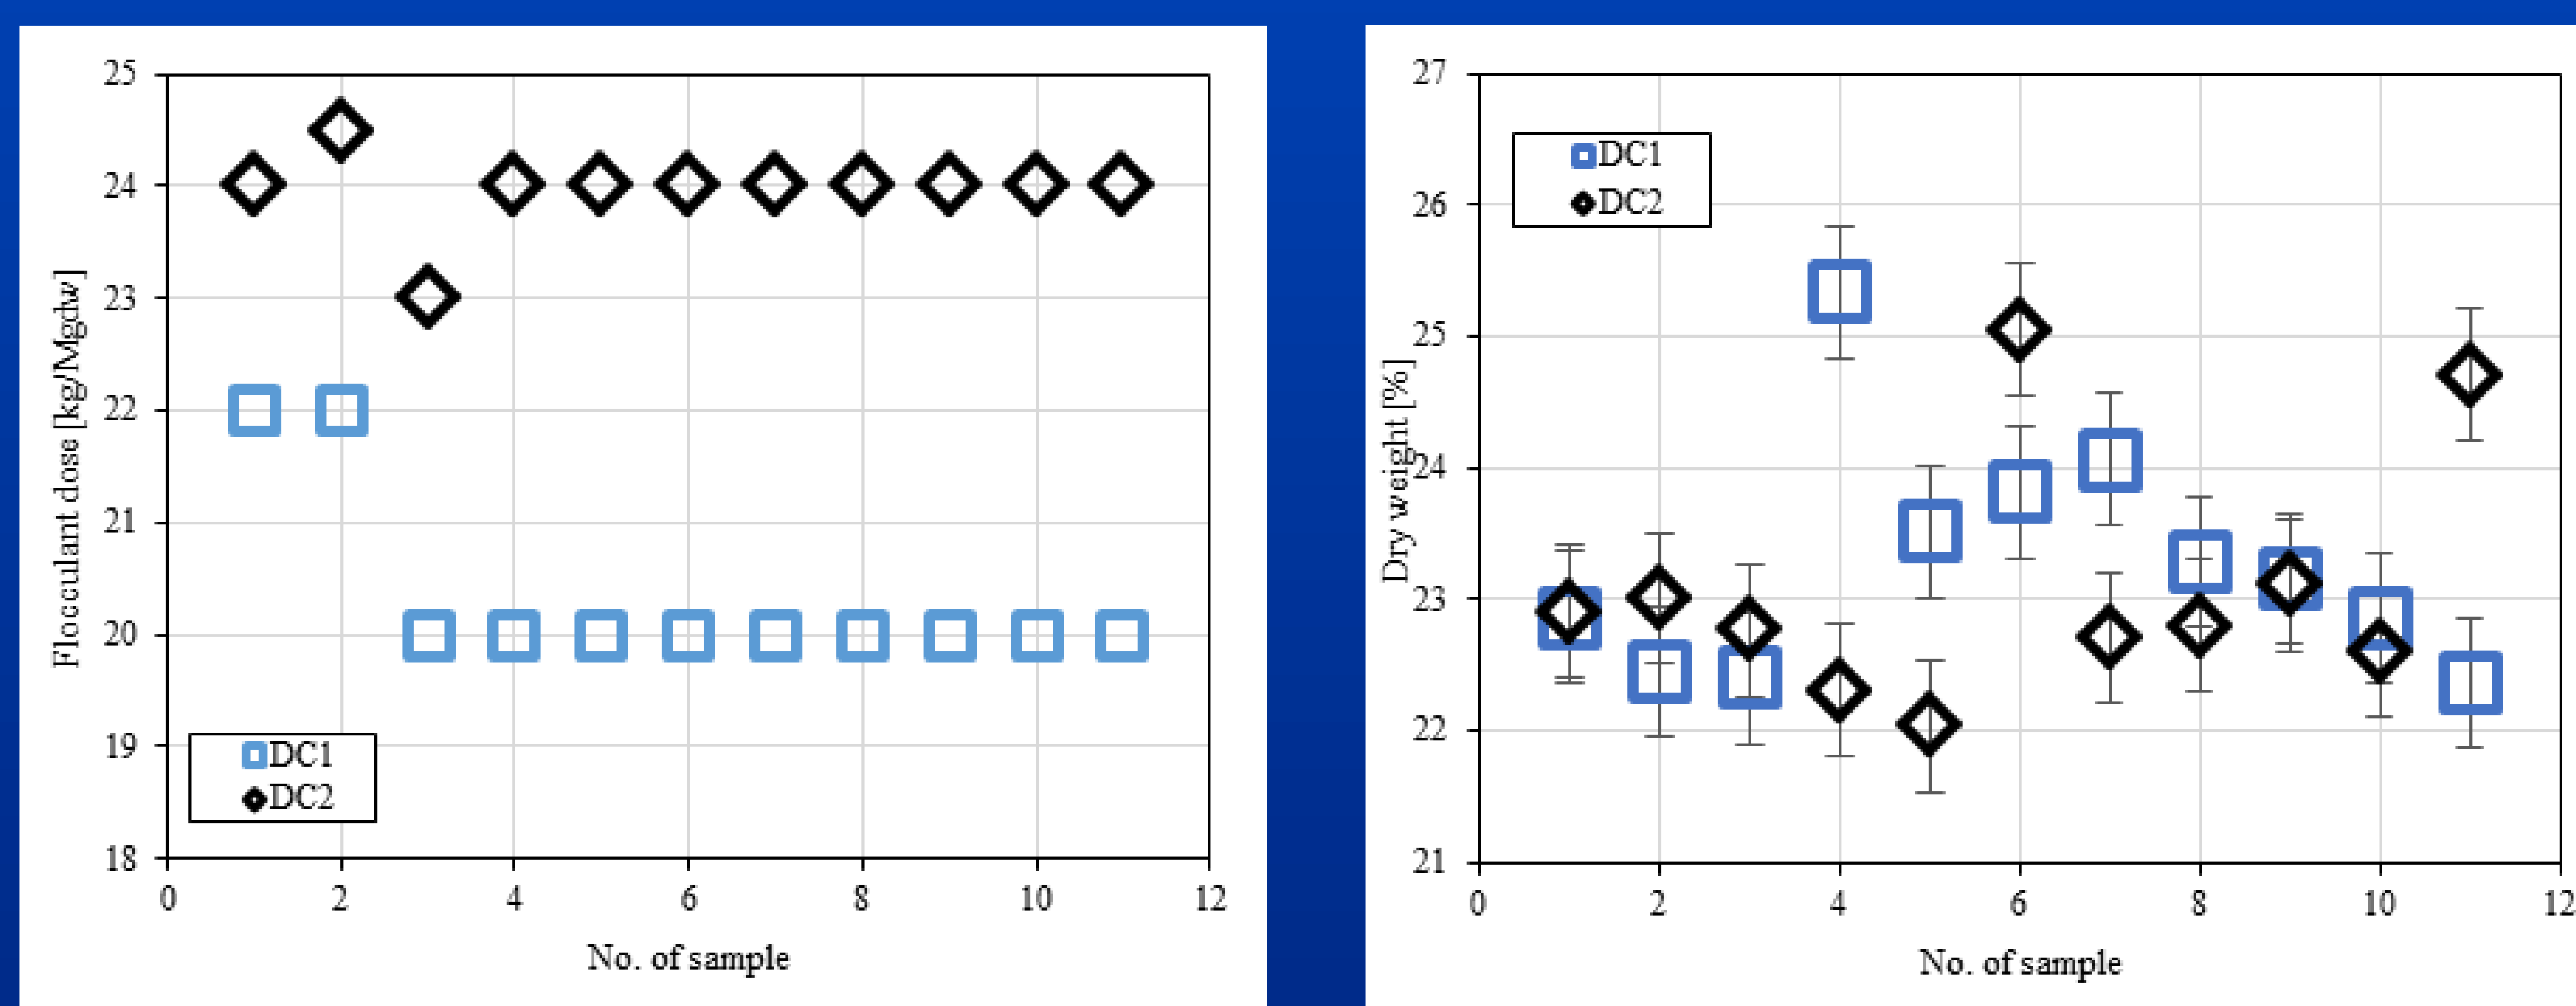 25
24
23
22
21
20
19
18
Flocculant dose [kg/Mgdw]
DC1
DC2
0 2 4 6 8 10 12
No. of sample
27
26
25
24
23
22
21
Dry weight [%]
DC1
DC2
0 2 4 6 8 10 12
No. of sample